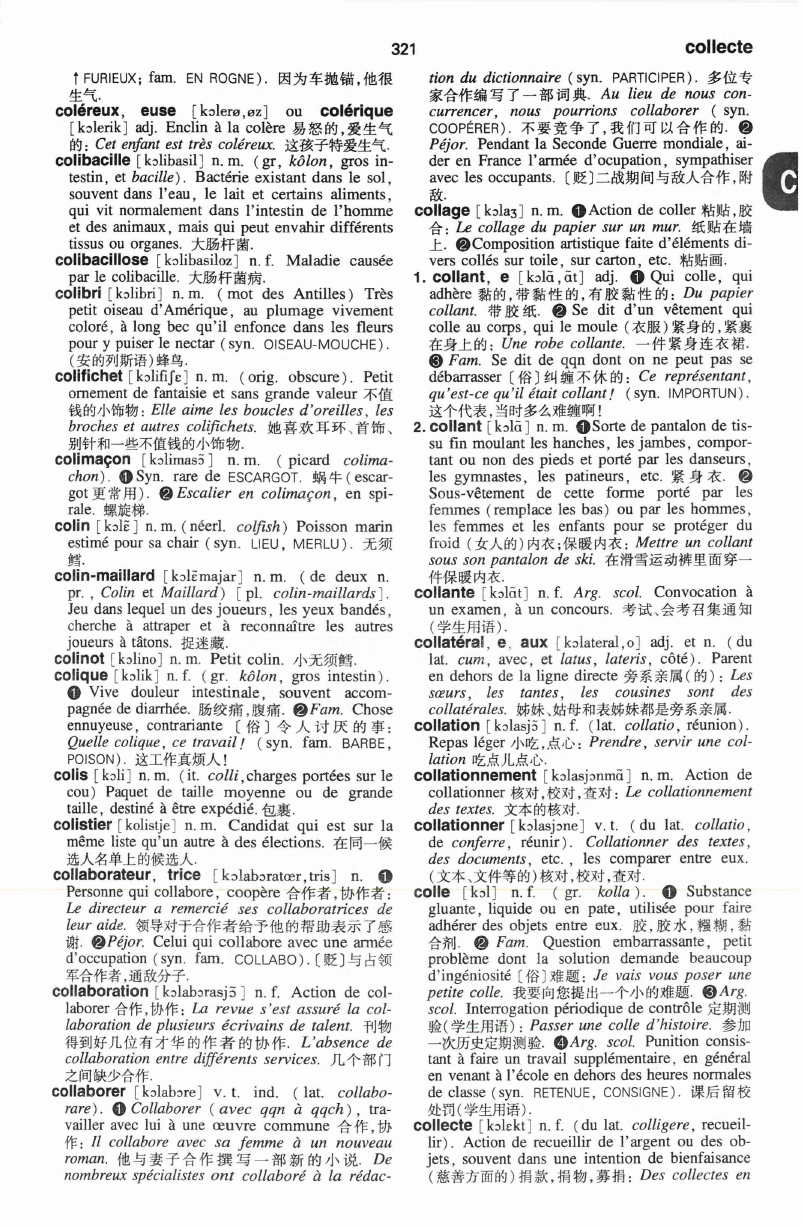 321
collecte
↑ FURIEUX; fam. EN ROGNE). 因为车抛锚,他很
生气.
coléreux, euse [kɔlerø,øz] ou colérique
[kɔlerik] adj. Enclin à la colère 易怒的,爱生气
的: Cet enfant est très coléreux. 这孩子特爱生气.
colibacille [kɔlibasil] n. m. (gr, kôlon, gros in-
testin, et bacille). Bactérie existant dans le sol,
souvent dans l'eau, le lait et certains aliments,
qui vit normalement dans l'intestin de l'homme
et des animaux, mais qui peut envahir différents
tissus ou organes. 大肠杆菌.
colibacillose [kɔlibasiloz] n. f. Maladie causée
par le colibacille. 大肠杆菌病.
colibri [kɔlibri] n. m. (mot des Antilles) Très
petit oiseau d'Amérique, au plumage vivement
coloré, à long bec qu'il enfonce dans les fleurs
pour y puiser le nectar (syn. OISEAU-MOUCHE).
(安的列斯语)蜂鸟.
colifichet [kɔlifiʃɛ] n. m. (orig. obscure). Petit
ornement de fantaisie et sans grande valeur 不值
钱的小饰物: Elle aime les boucles d'oreilles, les
broches et autres colifichets. 她喜欢耳环、首饰、
别针和一些不值钱的小饰物.
colimaçon [kɔlimasɔ̃] n. m. (picard colima-
chon). ❶Syn. rare de ESCARGOT. 蜗牛(escar-
got 更常用). ❷Escalier en colimaçon, en spi-
rale. 螺旋梯.
colin [kɔlɛ̃] n. m. (néerl. colfish) Poisson marin
estimé pour sa chair (syn. LIEU, MERLU). 无须
鳕.
colin-maillard [kɔlɛ̃majar] n. m. (de deux n.
pr., Colin et Maillard) [pl. colin-maillards].
Jeu dans lequel un des joueurs, les yeux bandés,
cherche à attraper et à reconnaître les autres
joueurs à tâtons. 捉迷藏.
colinot [kɔlino] n. m. Petit colin. 小无须鳕.
colique [kɔlik] n. f. (gr. kôlon, gros intestin).
❶ Vive douleur intestinale, souvent accom-
pagnée de diarrhée. 肠绞痛,腹痛. ❷Fam. Chose
ennuyeuse, contrariante 〔俗〕令人讨厌的事:
Quelle colique, ce travail! (syn. fam. BARBE,
POISON). 这工作真烦人!
colis [kɔli] n. m. (it. colli,charges portées sur le
cou) Paquet de taille moyenne ou de grande
taille, destiné à être expédié. 包裹.
colistier [kolistje] n. m. Candidat qui est sur la
même liste qu'un autre à des élections. 在同一候
选人名单上的候选人.
collaborateur, trice [kɔlabɔratœr,tris] n. ❶
Personne qui collabore, coopère 合作者,协作者:
Le directeur a remercié ses collaboratrices de
leur aide. 领导对于合作者给予他的帮助表示了感
谢. ❷Péjor. Celui qui collabore avec une armée
d'occupation (syn. fam. COLLABO).〔贬〕与占领
军合作者,通敌分子.
collaboration [kɔlabɔrasjɔ̃] n. f. Action de col-
laborer 合作,协作: La revue s'est assuré la col-
laboration de plusieurs écrivains de talent. 刊物
得到好几位有才华的作者的协作. L'absence de
collaboration entre différents services. 几个部门
之间缺少合作.
collaborer [kɔlabɔre] v. t. ind. (lat. collabo-
rare). ❶ Collaborer (avec qqn à qqch), tra-
vailler avec lui à une œuvre commune 合作,协
作: Il collabore avec sa femme à un nouveau
roman. 他与妻子合作撰写一部新的小说. De
nombreux spécialistes ont collaboré à la rédac-
tion du dictionnaire (syn. PARTICIPER). 多位专
家合作编写了一部词典. Au lieu de nous con-
currencer, nous pourrions collaborer (syn.
COOPÉRER). 不要竞争了,我们可以合作的. ❷
Péjor. Pendant la Seconde Guerre mondiale, ai-
der en France l'armée d'ocupation, sympathiser
avec les occupants.〔贬〕二战期间与敌人合作,附
敌.
C
collage [kɔlaʒ] n. m. ❶Action de coller 粘贴,胶
合: Le collage du papier sur un mur. 纸贴在墙
上. ❷Composition artistique faite d'éléments di-
vers collés sur toile, sur carton, etc. 粘贴画.
1. collant, e [kɔlɑ̃,ɑ̃t] adj. ❶ Qui colle, qui
adhère 黏的,带黏性的,有胶黏性的: Du papier
collant. 带胶纸. ❷ Se dit d'un vêtement qui
colle au corps, qui le moule (衣服)紧身的,紧裹
在身上的: Une robe collante. 一件紧身连衣裙.
❸ Fam. Se dit de qqn dont on ne peut pas se
débarrasser〔俗〕纠缠不休的: Ce représentant,
qu'est-ce qu'il était collant! (syn. IMPORTUN).
这个代表,当时多么难缠啊!
2. collant [kɔlɑ̃] n. m. ❶Sorte de pantalon de tis-
su fin moulant les hanches, les jambes, compor-
tant ou non des pieds et porté par les danseurs,
les gymnastes, les patineurs, etc. 紧身衣. ❷
Sous-vêtement de cette forme porté par les
femmes (remplace les bas) ou par les hommes,
les femmes et les enfants pour se protéger du
froid (女人的)内衣;保暖内衣: Mettre un collant
sous son pantalon de ski. 在滑雪运动裤里面穿一
件保暖内衣.
collante [kɔlɑ̃t] n. f. Arg. scol. Convocation à
un examen, à un concours. 考试、会考召集通知
(学生用语).
collatéral, e, aux [kɔlateral,o] adj. et n. (du
lat. cum, avec, et latus, lateris, côté). Parent
en dehors de la ligne directe 旁系亲属(的): Les
sœurs, les tantes, les cousines sont des
collatérales. 姊妹、姑母和表姊妹都是旁系亲属.
collation [kɔlasjɔ̃] n. f. (lat. collatio, réunion).
Repas léger 小吃,点心: Prendre, servir une col-
lation 吃点儿点心.
collationnement [kɔlasjɔnmɑ̃] n. m. Action de
collationner 核对,校对,查对: Le collationnement
des textes. 文本的核对.
collationner [kɔlasjɔne] v. t. (du lat. collatio,
de conferre, réunir). Collationner des textes,
des documents, etc., les comparer entre eux.
(文本、文件等的)核对,校对,查对.
colle [kɔl] n. f. (gr. kolla). ❶ Substance
gluante, liquide ou en pate, utilisée pour faire
adhérer des objets entre eux. 胶,胶水,糨糊,黏
合剂. ❷ Fam. Question embarrassante, petit
problème dont la solution demande beaucoup
d'ingéniosité〔俗〕难题: Je vais vous poser une
petite colle. 我要向您提出一个小的难题. ❸Arg.
scol. Interrogation périodique de contrôle 定期测
验(学生用语): Passer une colle d'histoire. 参加
一次历史定期测验. ❹Arg. scol. Punition consis-
tant à faire un travail supplémentaire, en général
en venant à l'école en dehors des heures normales
de classe (syn. RETENUE, CONSIGNE). 课后留校
处罚(学生用语).
collecte [kɔlɛkt] n. f. (du lat. colligere, recueil-
lir). Action de recueillir de l'argent ou des ob-
jets, souvent dans une intention de bienfaisance
(慈善方面的)捐款,捐物,募捐: Des collectes en